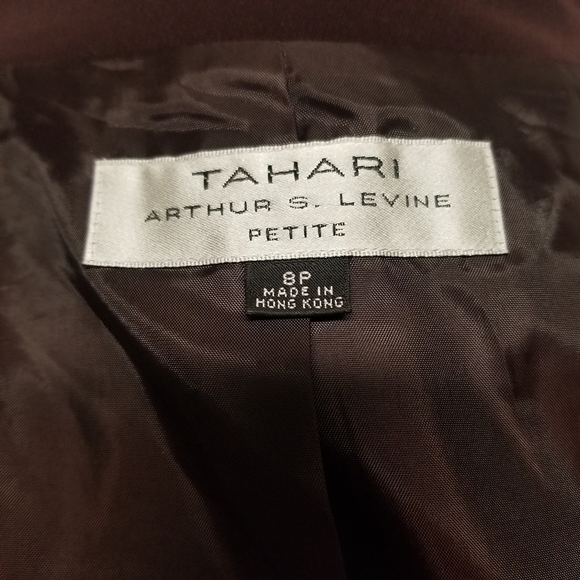 TAHARI
ARTHUR S. LEVINE
PETITE
8P
MADE IN
HONG KONG